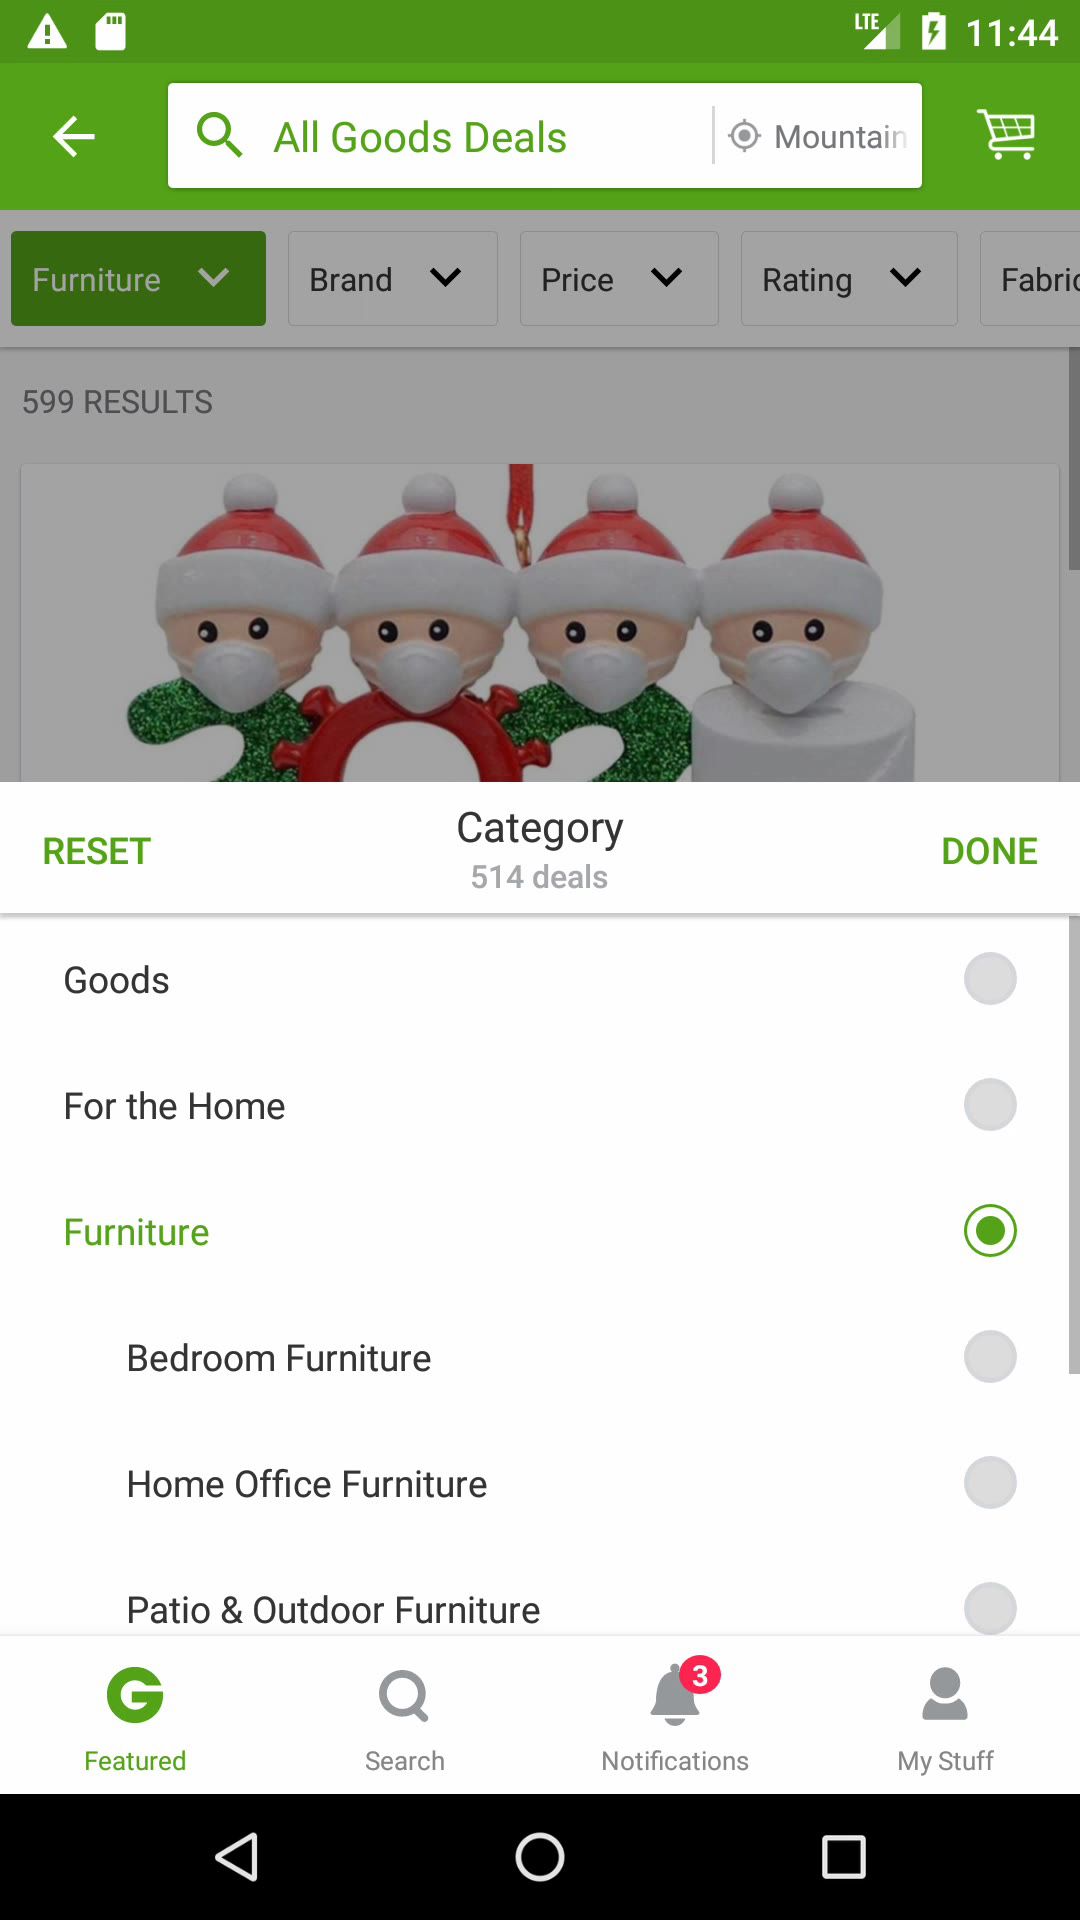 LTE 11:44
All Goods Deals Mountain
Furniture Brand Price Rating Fabric
599 RESULTS
RESET Category DONE
514 deals
Goods
For the Home
Furniture
Bedroom Furniture
Home Office Furniture
Patio & Outdoor Furniture
3
Featured Search Notifications My Stuff